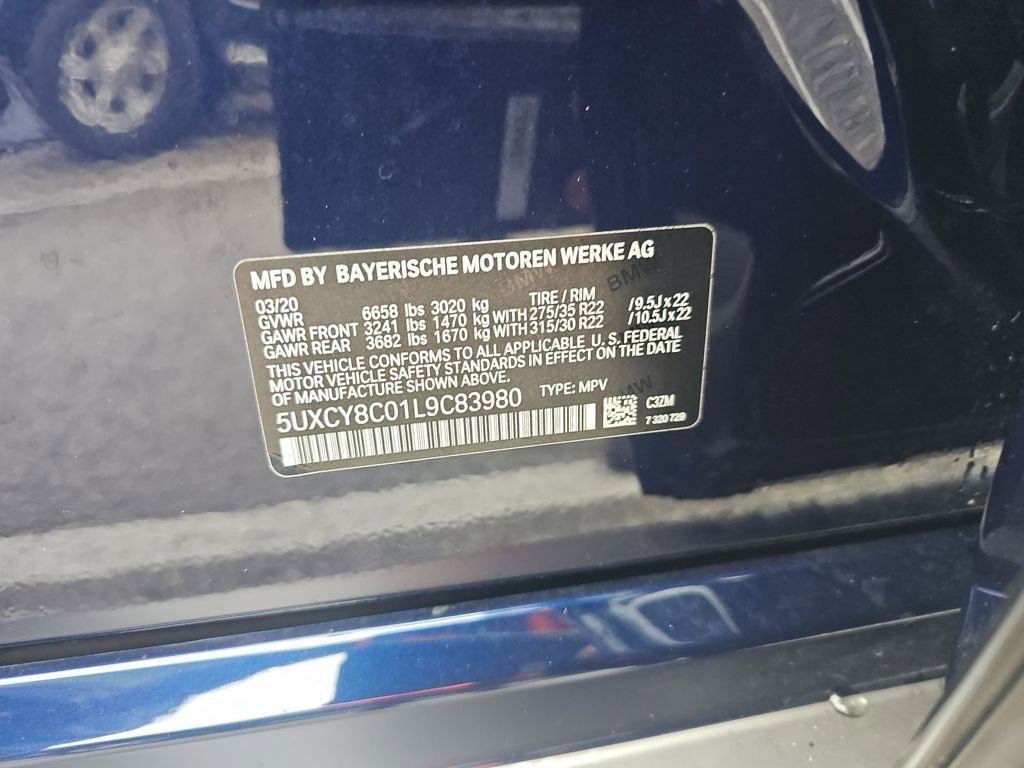 MFD BY BAYERISCHE MOTOREN WERKE AG
03/20 TIRE / RIM
GVWR 6658 lbs 3020 kg
GAWR FRONT 3241 lbs 1470 kg WITH 275/35 R22 /9.5J x 22
GAWR REAR 3682 lbs 1670 kg WITH 315/30 R22 /10.5J x 22
THIS VEHICLE CONFORMS TO ALL APPLICABLE U. S. FEDERAL
MOTOR VEHICLE SAFETY STANDARDS IN EFFECT ON THE DATE
OF MANUFACTURE SHOWN ABOVE.
TYPE: MPV
5UXCY8C01L9C83980
C3ZM
7 320 729
BMW
BMW